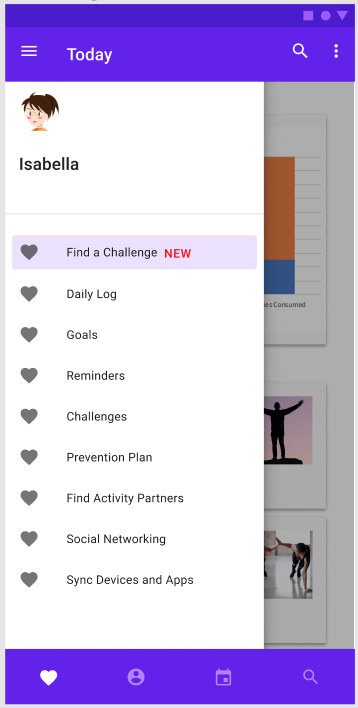 Today
Isabella
Find a Challenge NEW
Daily Log
Goals
Reminders
Challenges
Prevention Plan
Find Activity Partners
Social Networking
Sync Devices and Apps
Consumed